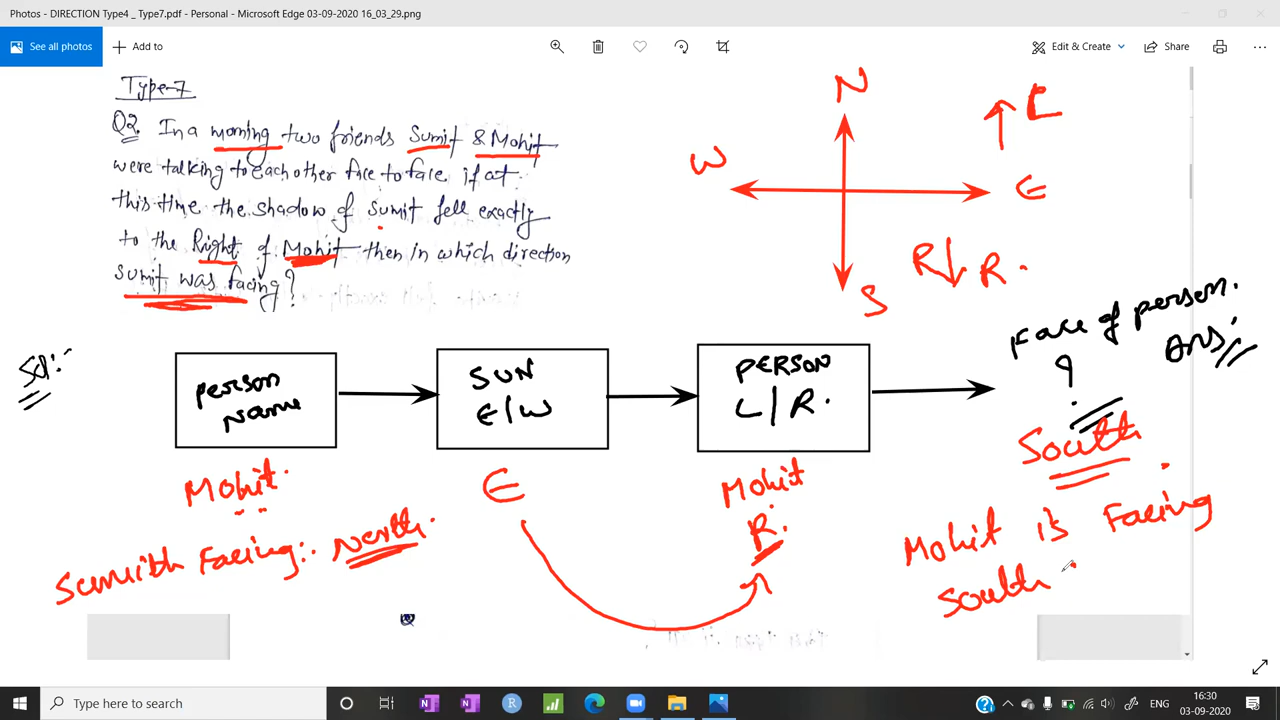 Photos - DIRECTION Type4 _ Type7.pdf - Personal - Microsoft Edge 03-09-2020 16_03_29.png
See all photos
Add to
Edit & Create
Share
Type-7
Q2. In a morning two friends Sumit & Mohit
were talking to each other face to face if at
this time the shadow of Sumit fell exactly
to the Right of Mohit then in which direction
Sumit was facing?
N
L
W
E
R R.
S
Sol:
PERSON
NAME
SUN
E/W
PERSON
L/R.
Face of person.
?
Ans:
South
Mohit
E
Mohit
R.
Sumith Facing: North.
Mohit is Facing
South
Type here to search
ENG
16:30
03-09-2020